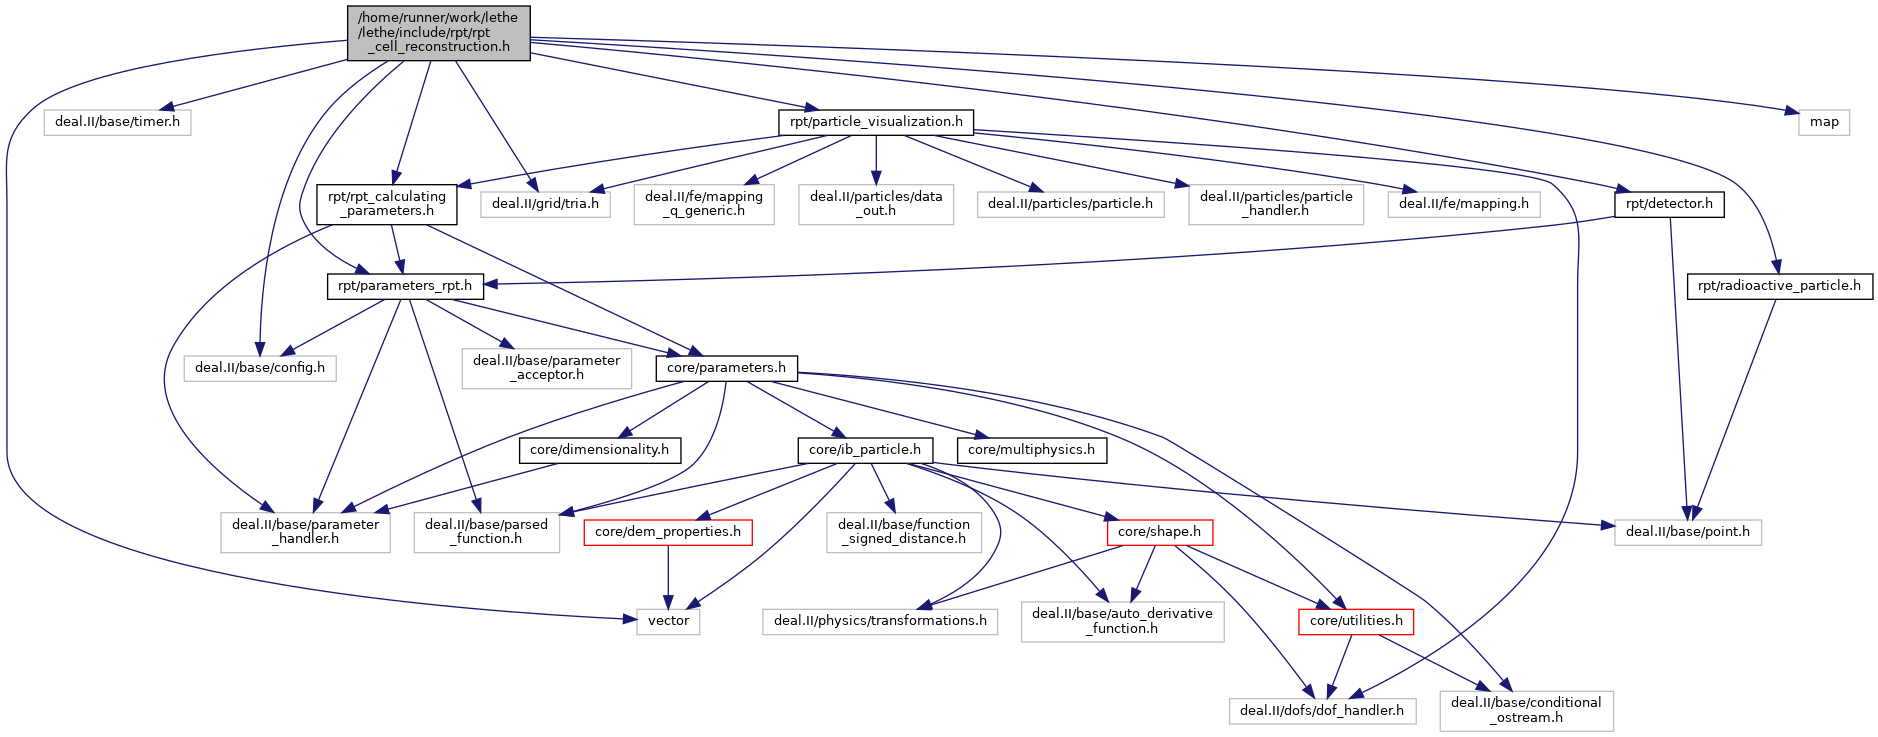 /home/runner/work/lethe
/lethe/include/rpt/rpt
_cell_reconstruction.h
deal.II/base/timer.h
rpt/particle_visualization.h
map
rpt/rpt_calculating
_parameters.h
deal.II/grid/tria.h
deal.II/fe/mapping
_q_generic.h
deal.II/particles/data
_out.h
deal.II/particles/particle.h
deal.II/particles/particle
_handler.h
deal.II/fe/mapping.h
rpt/detector.h
rpt/parameters_rpt.h
rpt/radioactive_particle.h
deal.II/base/config.h
deal.II/base/parameter
_acceptor.h
core/parameters.h
core/dimensionality.h
core/ib_particle.h
core/multiphysics.h
deal.II/base/parameter
_handler.h
deal.II/base/parsed
_function.h
core/dem_properties.h
deal.II/base/function
_signed_distance.h
core/shape.h
deal.II/base/point.h
vector
deal.II/physics/transformations.h
deal.II/base/auto_derivative
_function.h
core/utilities.h
deal.II/dofs/dof_handler.h
deal.II/base/conditional
_ostream.h